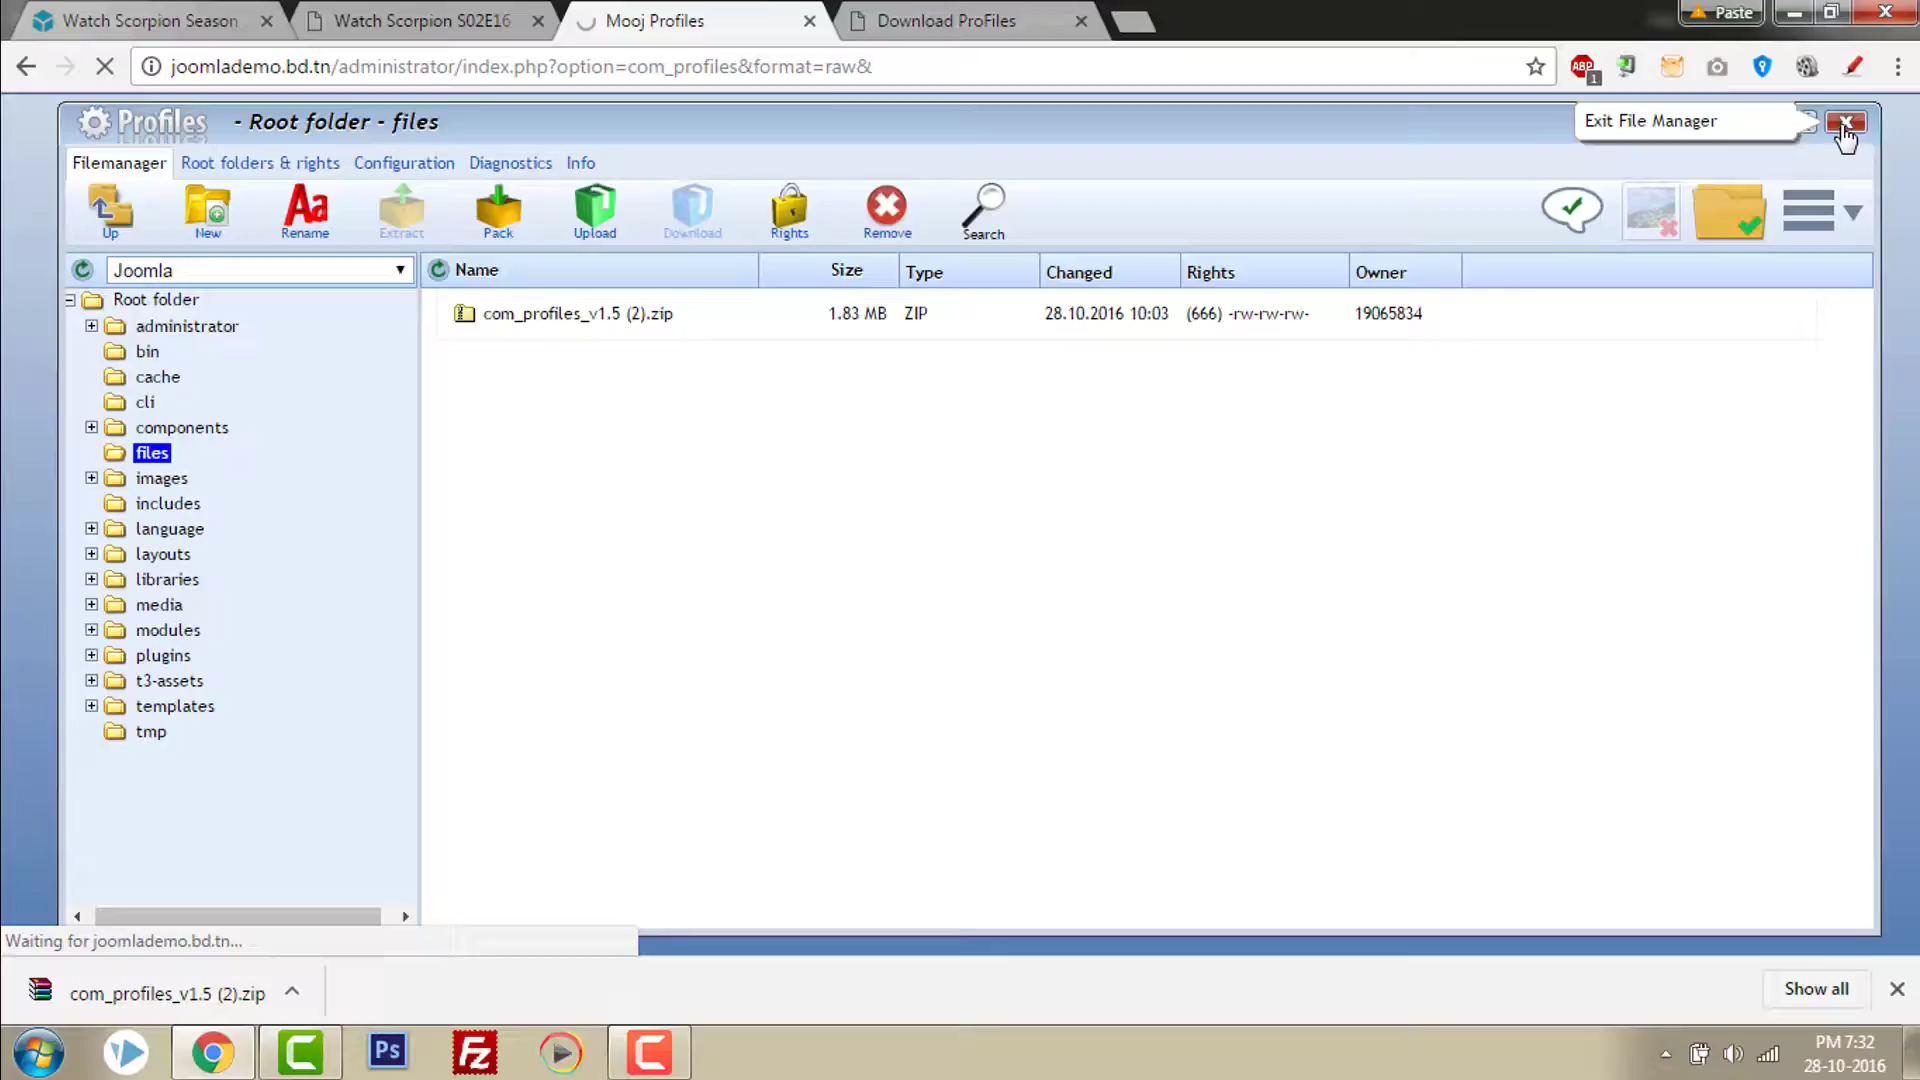 Watch Scorpion Season
Watch Scorpion S02E16
Mooj Profiles
Download ProFiles
Paste
joomlademo.bd.tn/administrator/index.php?option=com_profiles&format=raw&
ABP
1
Profiles
- Root folder - files
Exit File Manager
Filemanager
Root folders & rights
Configuration
Diagnostics
Info
Up
New
Aa
Rename
Extract
Pack
Upload
Download
Rights
Remove
Search
Joomla
Name
Size
Type
Changed
Rights
Owner
Root folder
com_profiles_v1.5 (2).zip
1.83 MB
ZIP
28.10.2016 10:03
(666) -rw-rw-rw-
19065834
administrator
bin
cache
cli
components
files
images
includes
language
layouts
libraries
media
modules
plugins
t3-assets
templates
tmp
Waiting for joomlademo.bd.tn...
com_profiles_v1.5 (2).zip
Show all
Ps
Fz
PM 7:32
28-10-2016